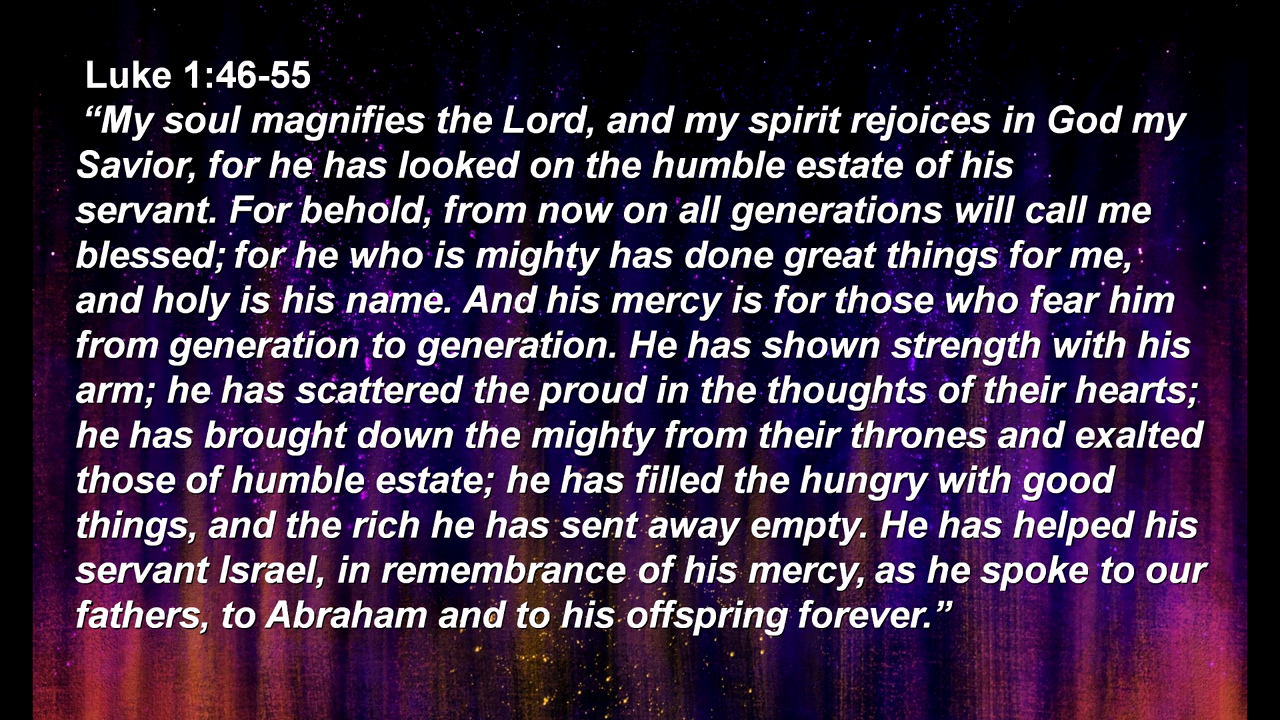 Luke 1:46-55
“My soul magnifies the Lord, and my spirit rejoices in God my
Savior, for he has looked on the humble estate of his
servant. For behold, from now on all generations will call me
blessed; for he who is mighty has done great things for me,
and holy is his name. And his mercy is for those who fear him
from generation to generation. He has shown strength with his
arm; he has scattered the proud in the thoughts of their hearts;
he has brought down the mighty from their thrones and exalted
those of humble estate; he has filled the hungry with good
things, and the rich he has sent away empty. He has helped his
servant Israel, in remembrance of his mercy, as he spoke to our
fathers, to Abraham and to his offspring forever.”